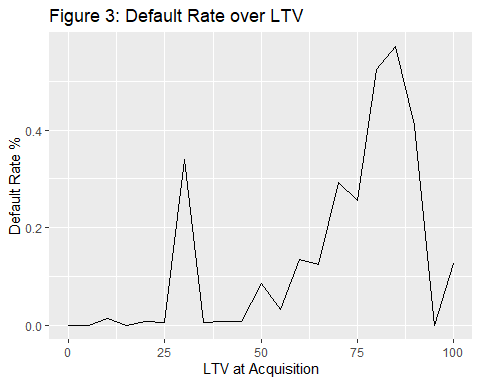 Figure 3: Default Rate over LTV
Default Rate %
0.4
0.2
0.0
0 25 50 75 100
LTV at Acquisition